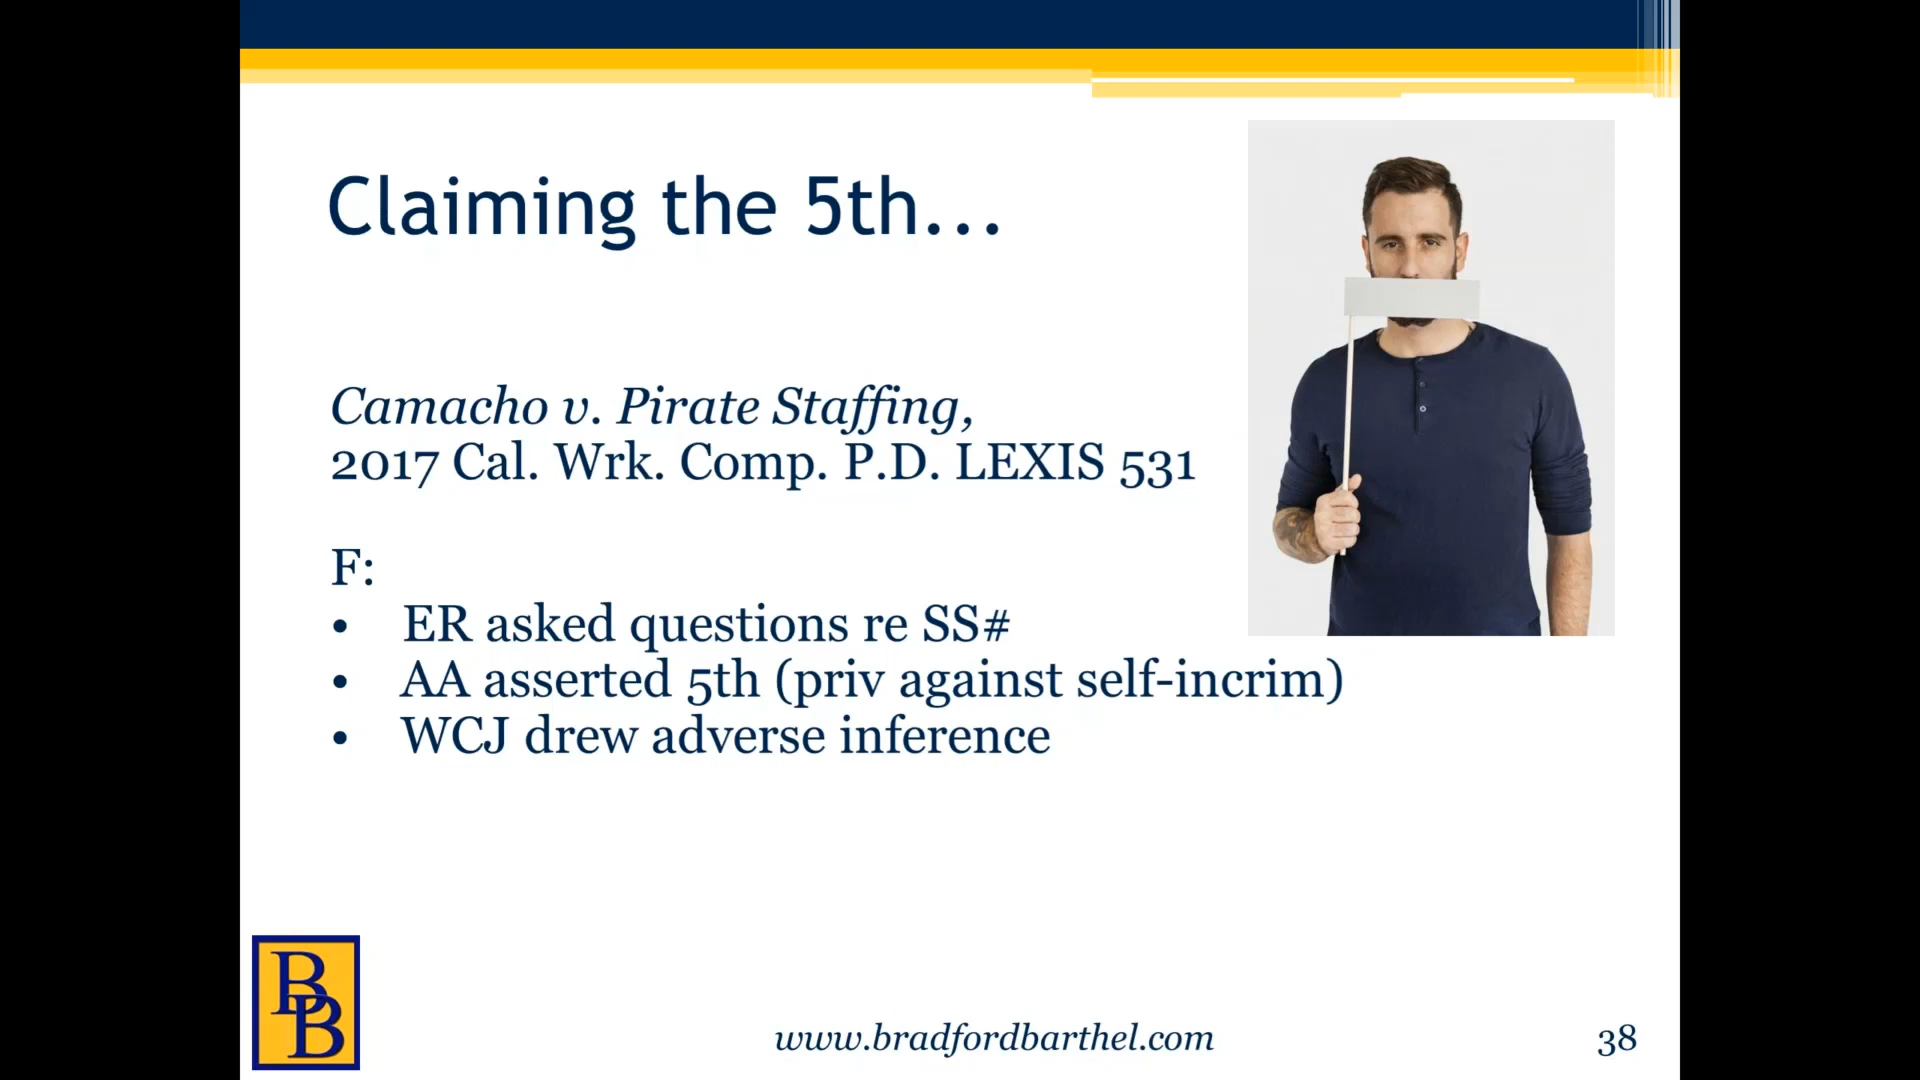 Claiming the 5th...
Camacho v. Pirate Staffing,
2017 Cal. Wrk. Comp. P.D. LEXIS 531
F:
• ER asked questions re SS#
• AA asserted 5th (priv against self-incrim)
• WCJ drew adverse inference
BB
www.bradfordbarthel.com
38